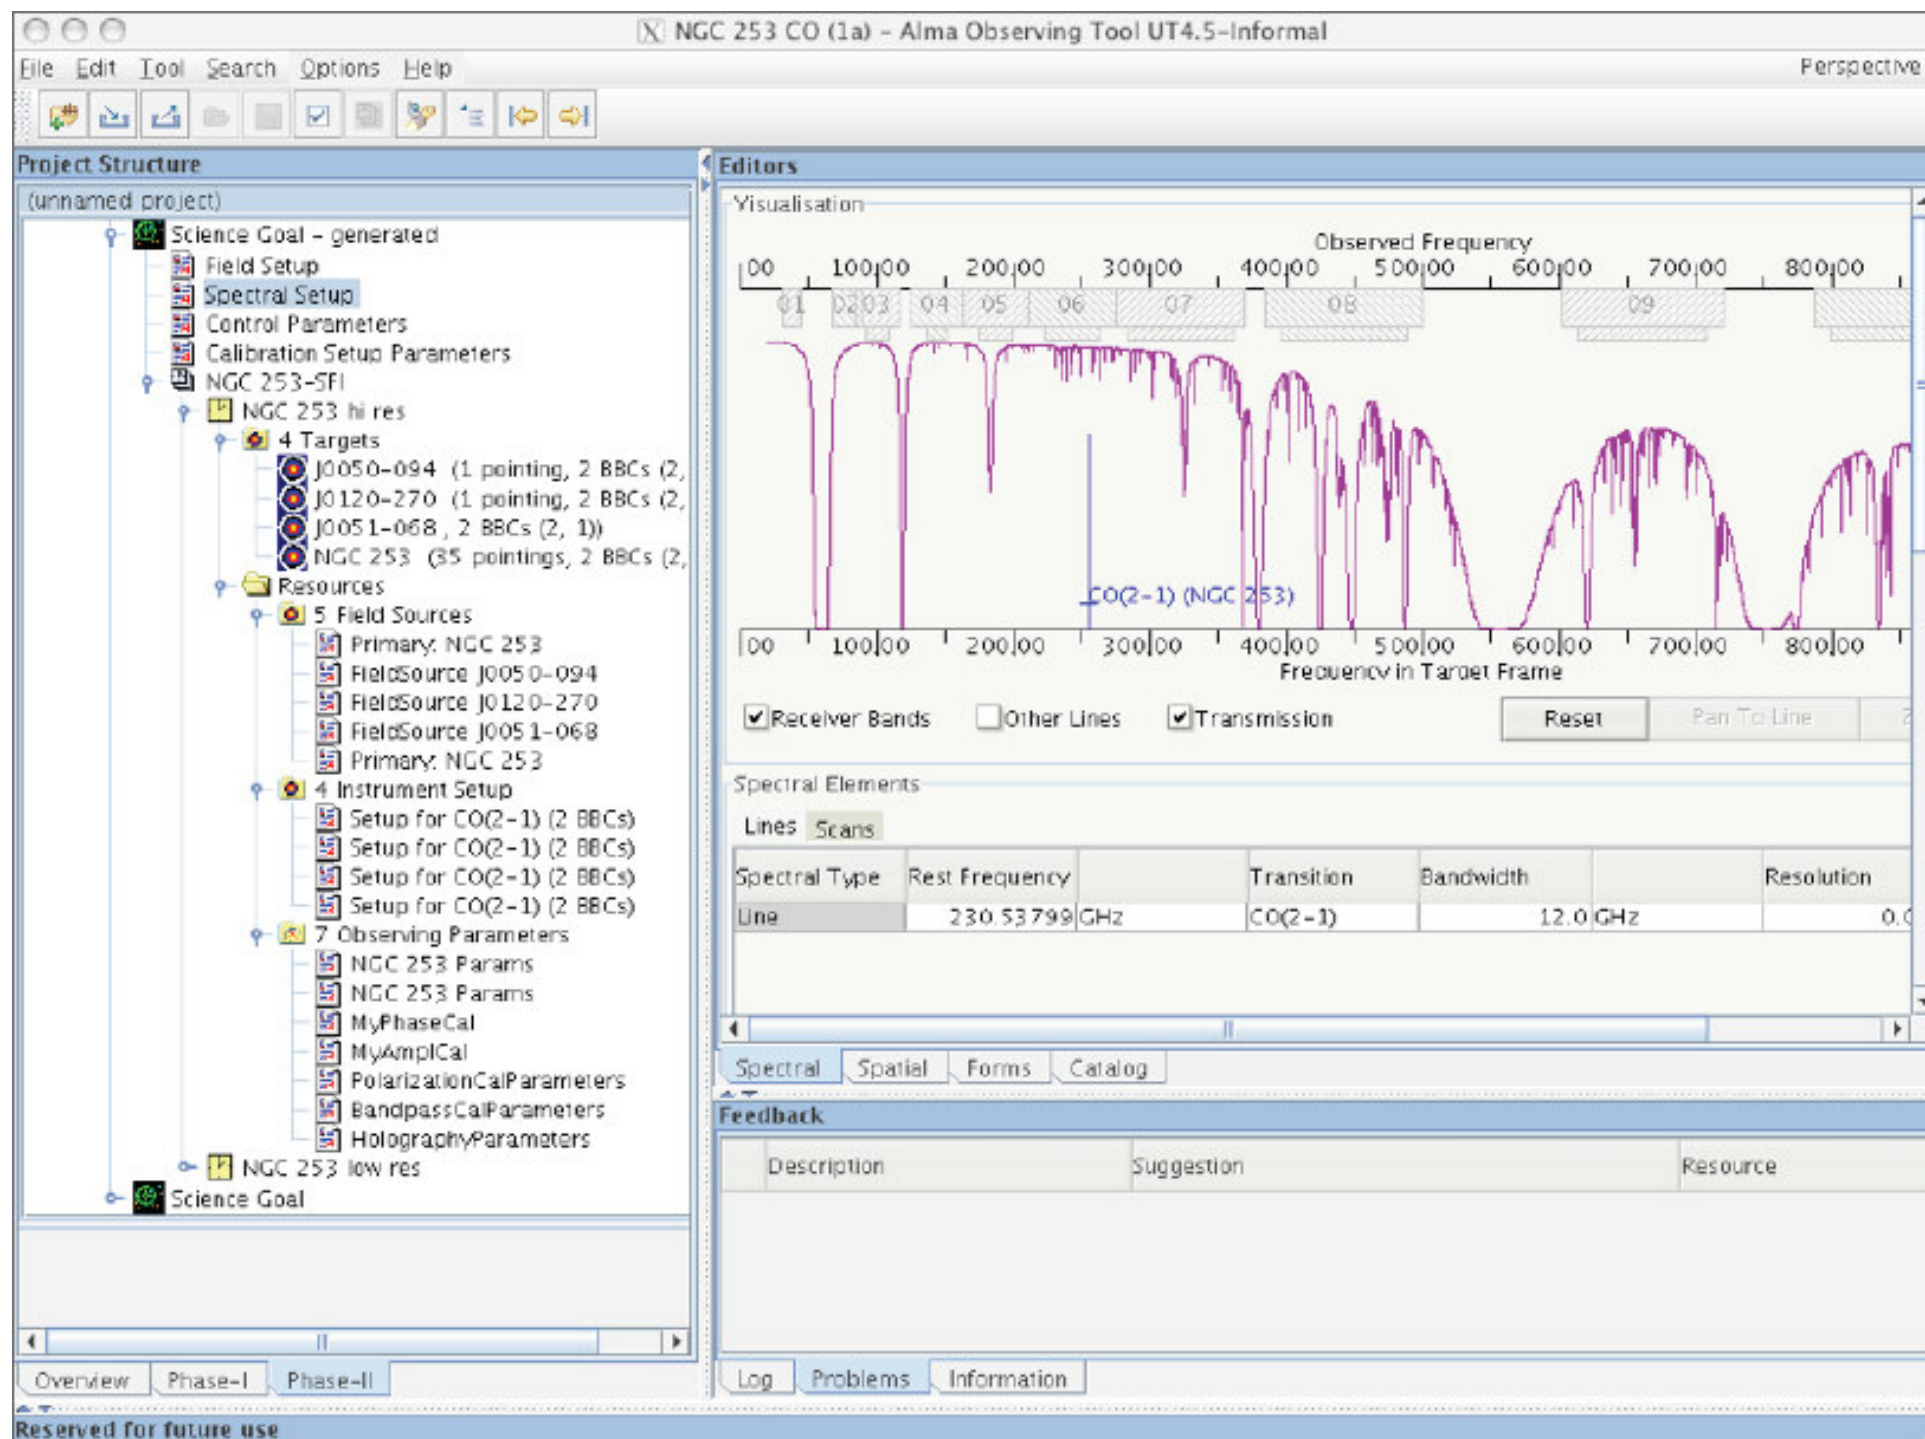 NGC 253 CO (1a) – Alma Observing Tool UT4.5–Informal
File Edit Tool Search Options Help Perspective
Project Structure
(unnamed project)
Science Goal – generated
Field Setup
Spectral Setup
Control Parameters
Calibration Setup Parameters
NGC 253-SFI
NGC 253 hi res
4 Targets
J0050-094 (1 pointing, 2 BBCs (2,
J0120-270 (1 pointing, 2 BBCs (2,
J0051-068 , 2 BBCs (2, 1))
NGC 253 (35 pointings, 2 BBCs (2,
Resources
5 Field Sources
Primary: NGC 253
FieldSource J0050-094
FieldSource J0120-270
FieldSource J0051-068
Primary: NGC 253
4 Instrument Setup
Setup for CO(2-1) (2 BBCs)
Setup for CO(2-1) (2 BBCs)
Setup for CO(2-1) (2 BBCs)
Setup for CO(2-1) (2 BBCs)
7 Observing Parameters
NGC 253 Params
NGC 253 Params
MyPhaseCal
MyAmplCal
PolarizationCalParameters
BandpassCalParameters
HolographyParameters
NGC 253 low res
Science Goal
Overview Phase-I Phase-II
Reserved for future use
Editors
Visualisation
Observed Frequency
00 100 00 200 00 300 00 400 00 500 00 600 00 700 00 800 00
01 02 03 04 05 06 07 08 09
CO(2-1) (NGC 253)
00 100 00 200 00 300 00 400 00 500 00 600 00 700 00 800 00
Frequency in Target Frame
Receiver Bands Other Lines Transmission Reset Pan To Line
Spectral Elements
Lines Scans
Spectral Type Rest Frequency Transition Bandwidth Resolution
Line 230.53799 GHz CO(2-1) 12.0 GHz 0.0
Spectral Spatial Forms Catalog
Feedback
Description Suggestion Resource
Log Problems Information